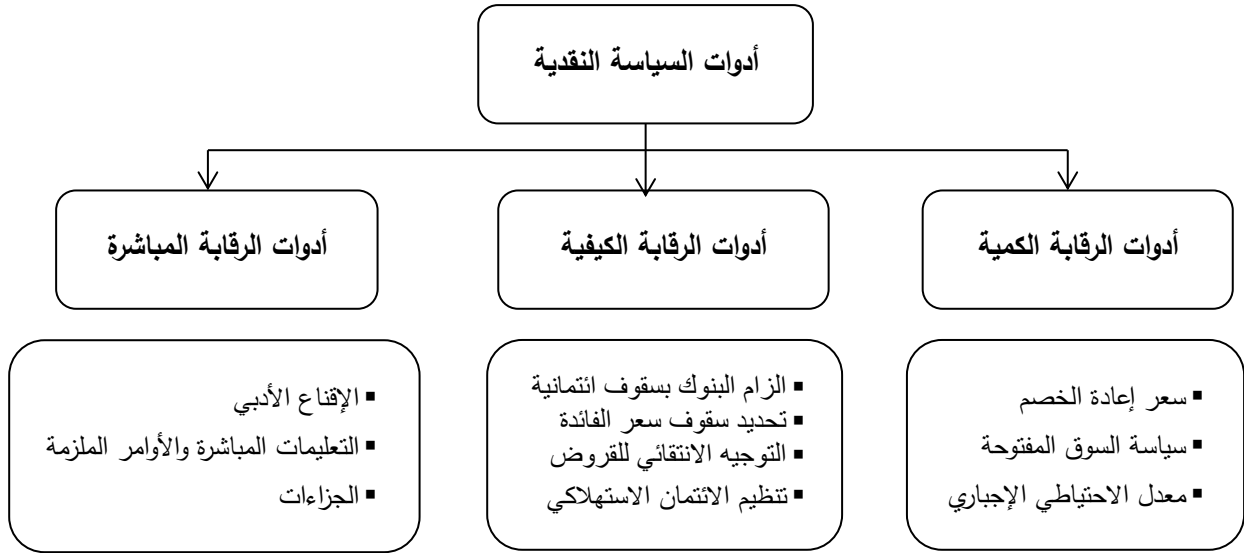 أدوات السياسة النقدية
أدوات الرقابة الكمية
أدوات الرقابة الكيفية
أدوات الرقابة المباشرة
▪ سعر إعادة الخصم
▪ سياسة السوق المفتوحة
▪ معدل الاحتياطي الإجباري
▪ الزام البنوك بسقوف ائتمانية
▪ تحديد سقوف سعر الفائدة
▪ التوجيه الانتقائي للقروض
▪ تنظيم الائتمان الاستهلاكي
▪ الإقناع الأدبي
▪ التعليمات المباشرة والأوامر الملزمة
▪ الجزاءات